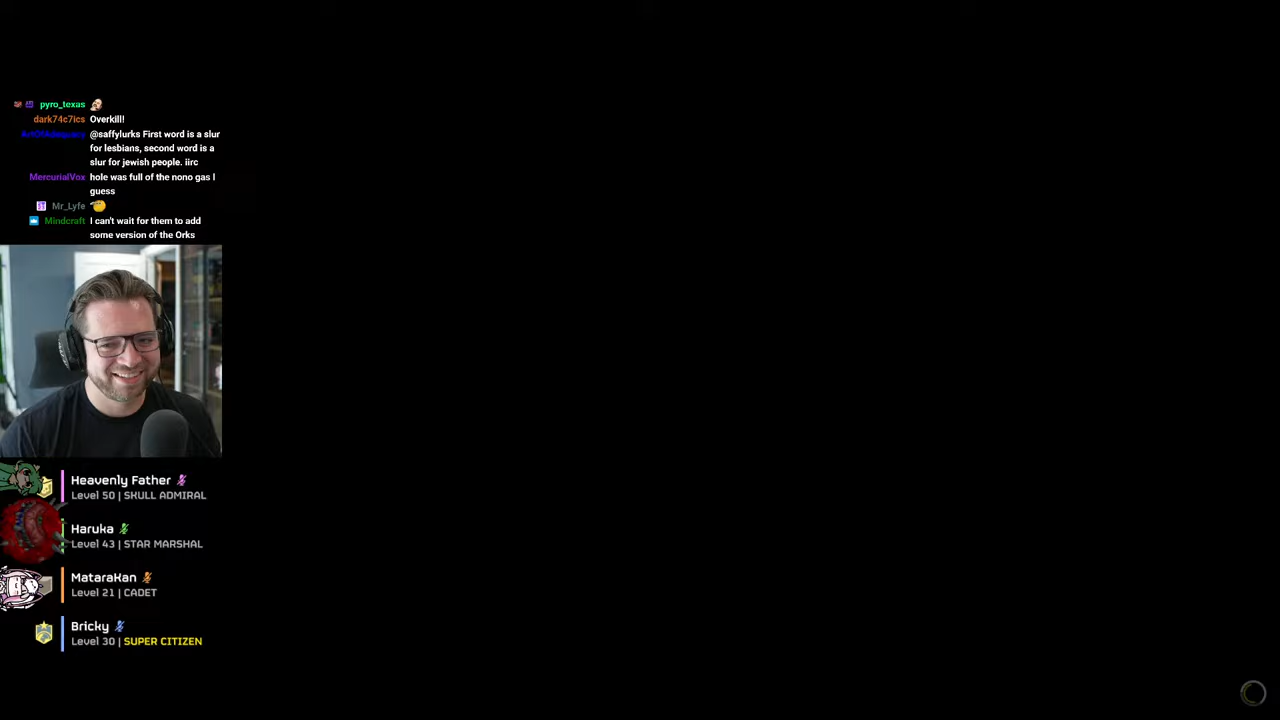 pyro_texas
dark74c7ics Overkill!
@saffylurks First word is a slur
for lesbians, second word is a
slur for jewish people. iirc
MercurialVox hole was full of the nono gas I
guess
ST Mr_Lyfe
Mindcraft I can't wait for them to add
some version of the Orks
Heavenly Father
Level 50 | SKULL ADMIRAL
Haruka
Level 43 | STAR MARSHAL
MataraKan
Level 21 | CADET
Bricky
Level 30 | SUPER CITIZEN